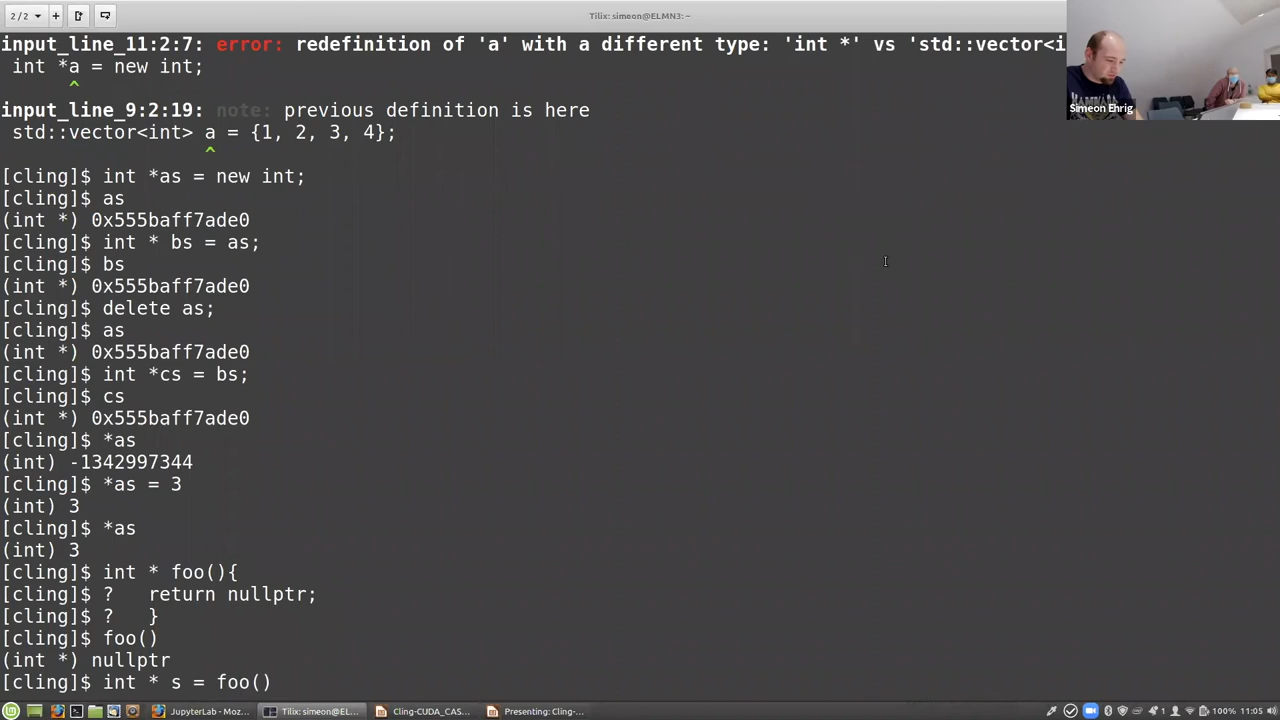 2 / 2
Tilix: simeon@ELMN3: ~
input_line_11:2:7: error: redefinition of 'a' with a different type: 'int *' vs 'std::vector<i
int *a = new int;
^
input_line_9:2:19: note: previous definition is here
std::vector<int> a = {1, 2, 3, 4};
^
[cling]$ int *as = new int;
[cling]$ as
(int *) 0x555baff7ade0
[cling]$ int * bs = as;
[cling]$ bs
(int *) 0x555baff7ade0
[cling]$ delete as;
[cling]$ as
(int *) 0x555baff7ade0
[cling]$ int *cs = bs;
[cling]$ cs
(int *) 0x555baff7ade0
[cling]$ *as
(int) -1342997344
[cling]$ *as = 3
(int) 3
[cling]$ *as
(int) 3
[cling]$ int * foo(){
[cling]$ ?   return nullptr;
[cling]$ ?   }
[cling]$ foo()
(int *) nullptr
[cling]$ int * s = foo()
Simeon Ehrig
JupyterLab - Moz... Tilix: simeon@EL... Cling-CUDA_CAS... Presenting: Cling-... 1 100% 11:05